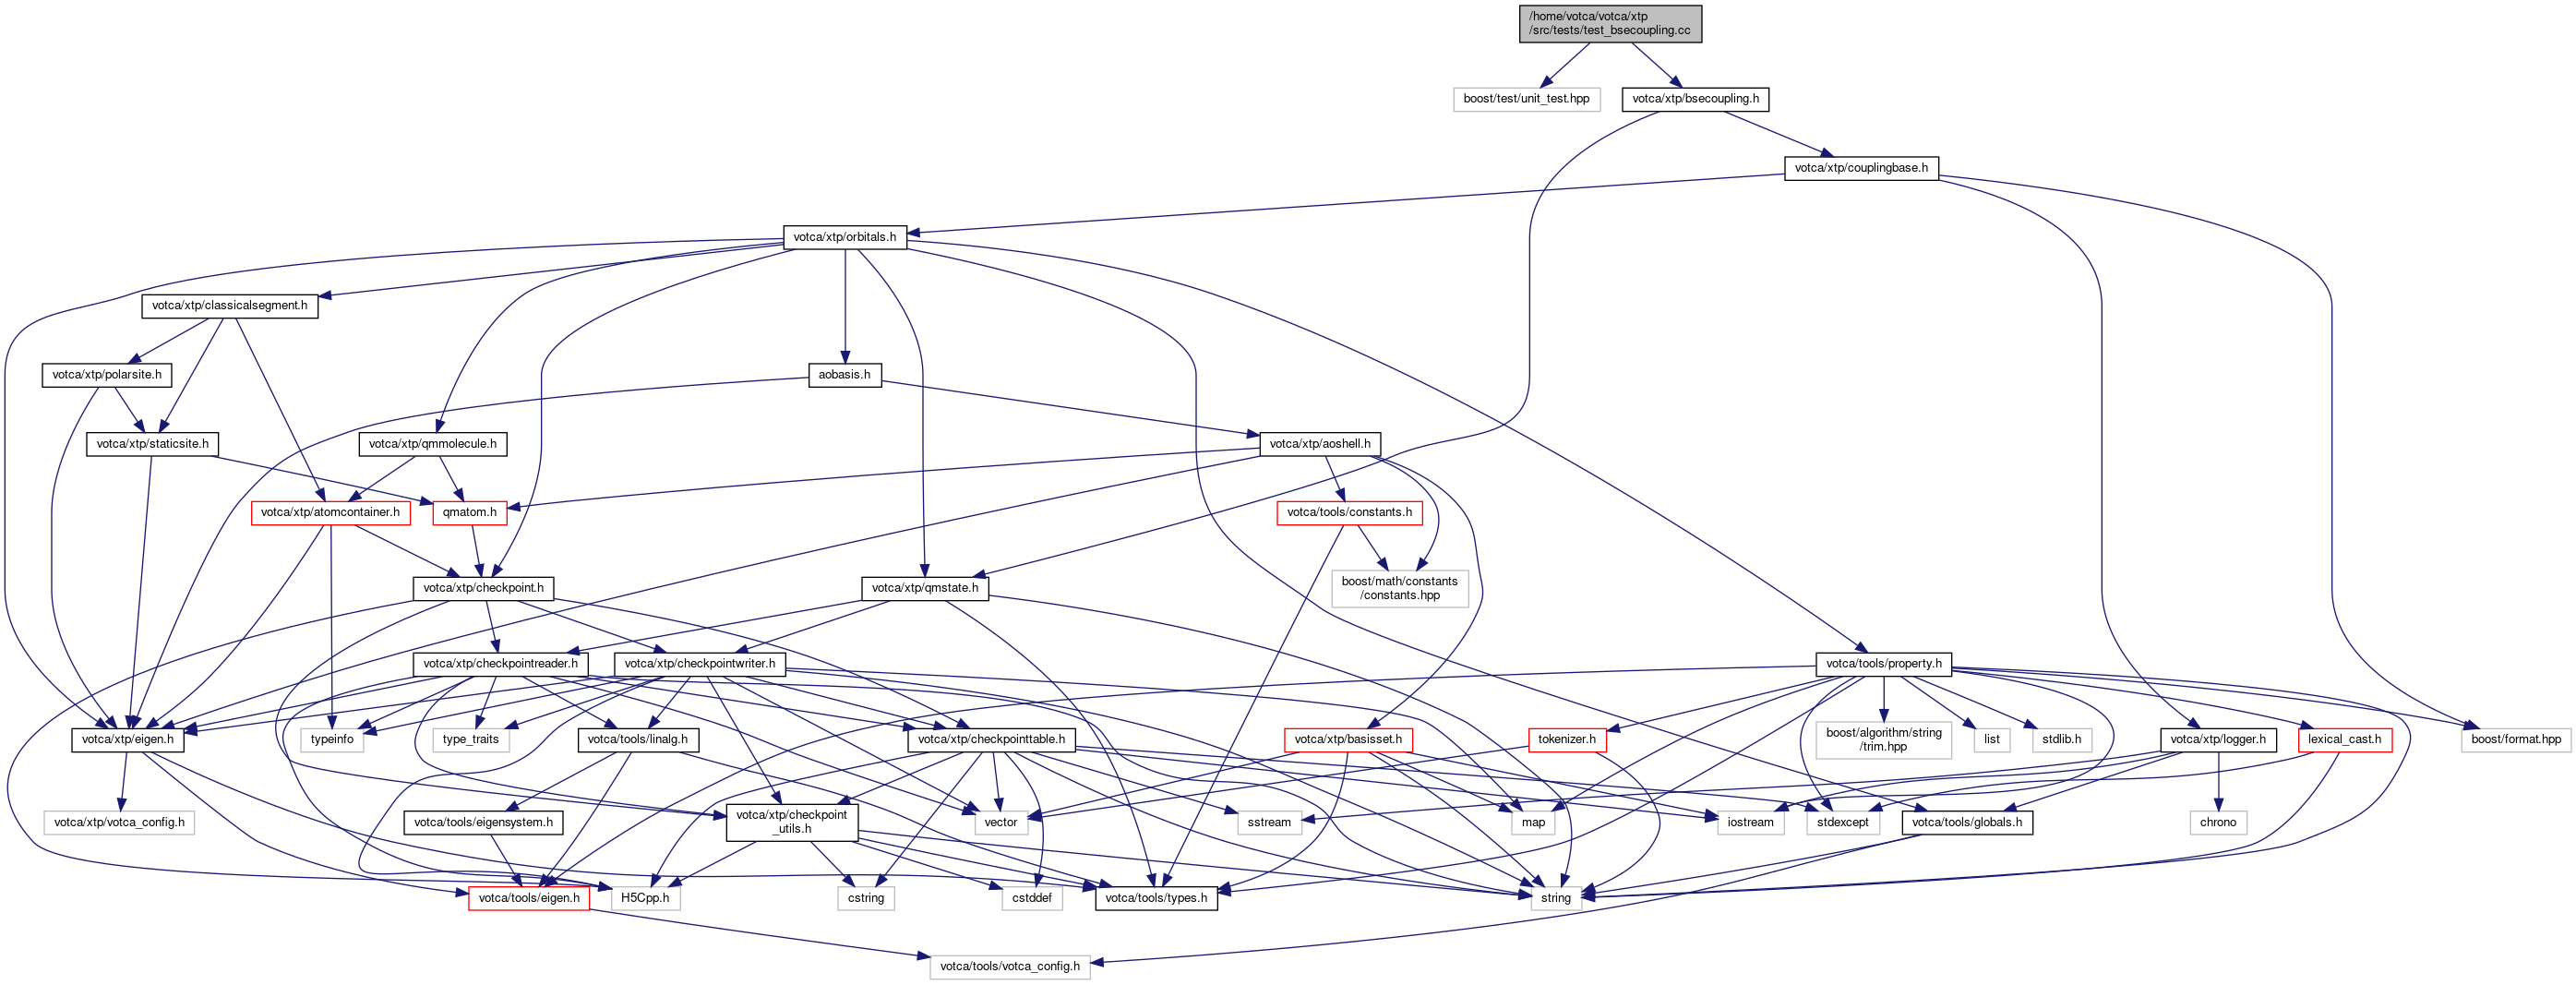 /home/votca/votca/xtp
/src/tests/test_bsecoupling.cc
boost/test/unit_test.hpp
votca/xtp/bsecoupling.h
votca/xtp/couplingbase.h
votca/xtp/orbitals.h
votca/xtp/classicalsegment.h
votca/xtp/polarsite.h
aobasis.h
votca/xtp/staticsite.h
votca/xtp/qmmolecule.h
votca/xtp/aoshell.h
votca/xtp/atomcontainer.h
qmatom.h
votca/tools/constants.h
votca/xtp/checkpoint.h
votca/xtp/qmstate.h
boost/math/constants
/constants.hpp
votca/xtp/checkpointreader.h
votca/xtp/checkpointwriter.h
votca/tools/property.h
votca/xtp/eigen.h
typeinfo
type_traits
votca/tools/linalg.h
votca/xtp/checkpointtable.h
votca/xtp/basisset.h
tokenizer.h
boost/algorithm/string
/trim.hpp
list
stdlib.h
votca/xtp/logger.h
lexical_cast.h
boost/format.hpp
votca/xtp/votca_config.h
votca/tools/eigensystem.h
votca/xtp/checkpoint
_utils.h
vector
sstream
map
iostream
stdexcept
votca/tools/globals.h
chrono
votca/tools/eigen.h
H5Cpp.h
cstring
cstddef
votca/tools/types.h
string
votca/tools/votca_config.h